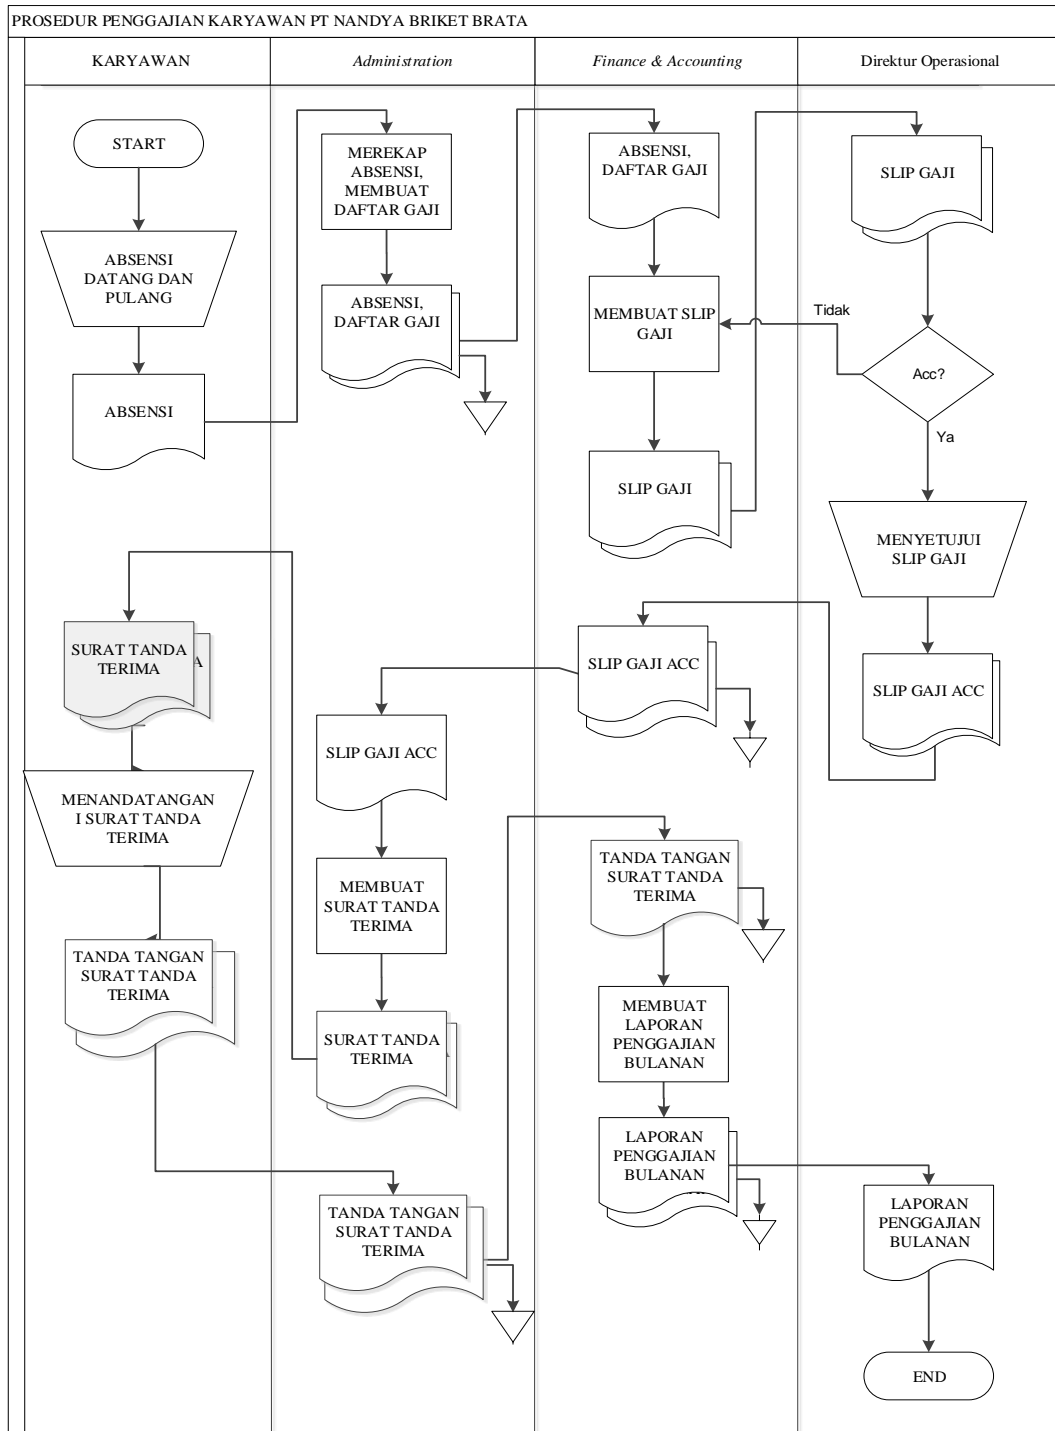 PROSEDUR PENGGAJIAN KARYAWAN PT NANDYA BRIKET BRATA
KARYAWAN
Administration
Finance & Accounting
Direktur Operasional
START
ABSENSI
DATANG DAN
PULANG
ABSENSI
MEREKAP
ABSENSI,
MEMBUAT
DAFTAR GAJI
ABSENSI,
DAFTAR GAJI
ABSENSI,
DAFTAR GAJI
MEMBUAT SLIP
GAJI
SLIP GAJI
SLIP GAJI
Tidak
Acc?
Ya
MENYETUJUI
SLIP GAJI
SLIP GAJI ACC
SLIP GAJI ACC
SLIP GAJI ACC
MEMBUAT
SURAT TANDA
TERIMA
SURAT TANDA
TERIMA
SURAT TANDA
TERIMA
A
MENANDATANGAN
I SURAT TANDA
TERIMA
TANDA TANGAN
SURAT TANDA
TERIMA
TANDA TANGAN
SURAT TANDA
TERIMA
TANDA TANGAN
SURAT TANDA
TERIMA
MEMBUAT
LAPORAN
PENGGAJIAN
BULANAN
LAPORAN
PENGGAJIAN
BULANAN
LAPORAN
PENGGAJIAN
BULANAN
END